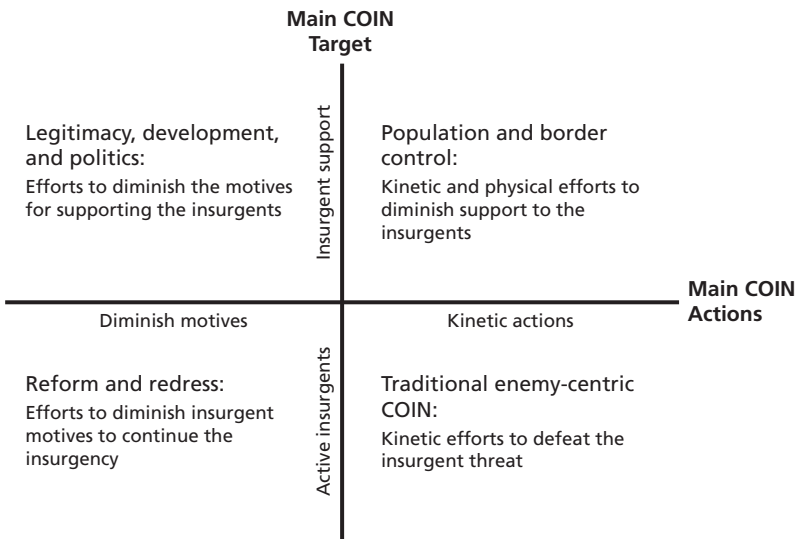 Main COIN
Target
Legitimacy, development,
and politics:
Efforts to diminish the motives
for supporting the insurgents
Insurgent support
Population and border
control:
Kinetic and physical efforts to
diminish support to the
insurgents
Main COIN
Actions
Diminish motives
Kinetic actions
Reform and redress:
Efforts to diminish insurgent
motives to continue the
insurgency
Active insurgents
Traditional enemy-centric
COIN:
Kinetic efforts to defeat the
insurgent threat